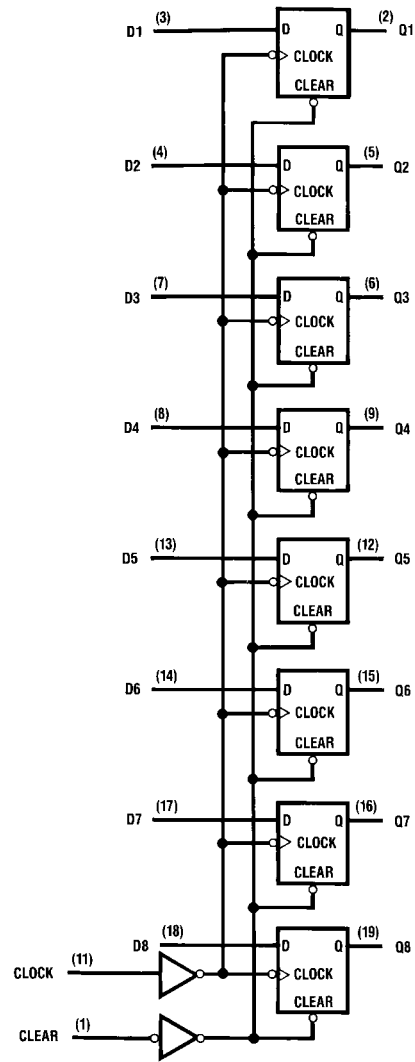 D1 (3) D Q (2) Q1
CLOCK
CLEAR
D2 (4) D Q (5) Q2
CLOCK
CLEAR
D3 (7) D Q (6) Q3
CLOCK
CLEAR
D4 (8) D Q (9) Q4
CLOCK
CLEAR
D5 (13) D Q (12) Q5
CLOCK
CLEAR
D6 (14) D Q (15) Q6
CLOCK
CLEAR
D7 (17) D Q (16) Q7
CLOCK
CLEAR
D8 (18) D Q (19) Q8
CLOCK (11) CLOCK
CLEAR
CLEAR (1)